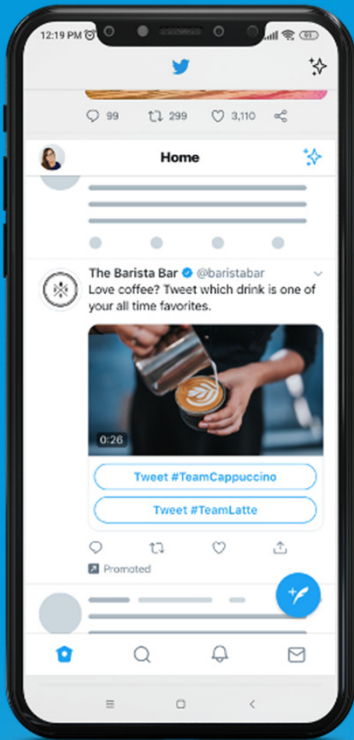 12:19 PM
99 299 3,110
Home
The Barista Bar @baristabar
Love coffee? Tweet which drink is one of
your all time favorites.
0:26
Tweet #TeamCappuccino
Tweet #TeamLatte
Promoted